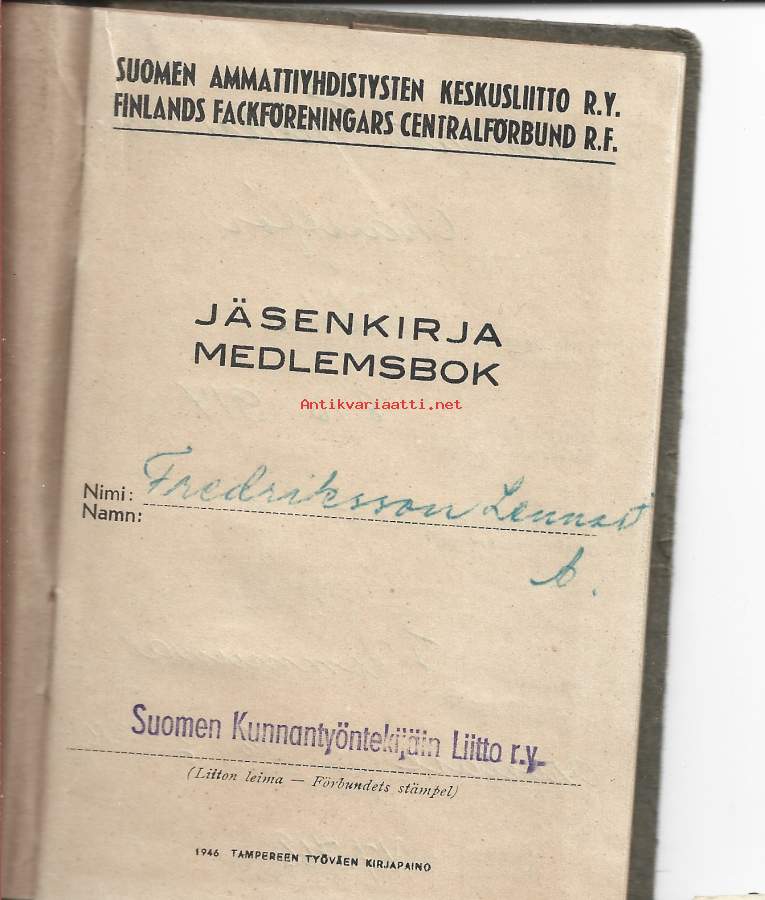 SUOMEN AMMATTIYHDISTYSTEN KESKUSLIITTO R.Y.
FINLANDS FACKFÖRENINGARS CENTRALFÖRBUND R.F.
JÄSENKIRJA
MEDLEMSBOK
Antikvariaatti.net
Nimi: Fredriksson Lennart
Namn:
A.
Suomen Kunnantyöntekijäin Liitto r.y.
(Liiton leima — Förbundets stämpel)
1946 TAMPEREEN TYÖVÄEN KIRJAPAINO